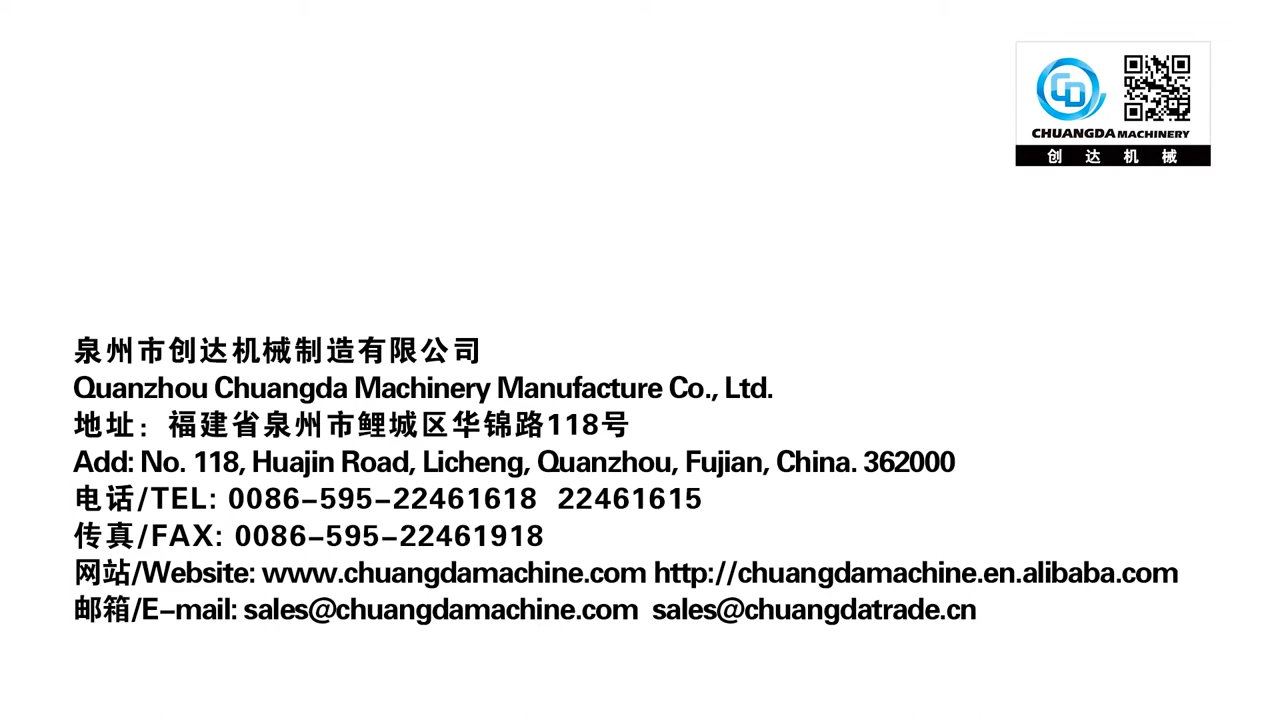 CD
CHUANGDA MACHINERY
创达机械
泉州市创达机械制造有限公司
Quanzhou Chuangda Machinery Manufacture Co., Ltd.
地址：福建省泉州市鲤城区华锦路118号
Add: No. 118, Huajin Road, Licheng, Quanzhou, Fujian, China. 362000
电话/TEL: 0086-595-22461618 22461615
传真/FAX: 0086-595-22461918
网站/Website: www.chuangdamachine.com http://chuangdamachine.en.alibaba.com
邮箱/E-mail: sales@chuangdamachine.com sales@chuangdatrade.cn